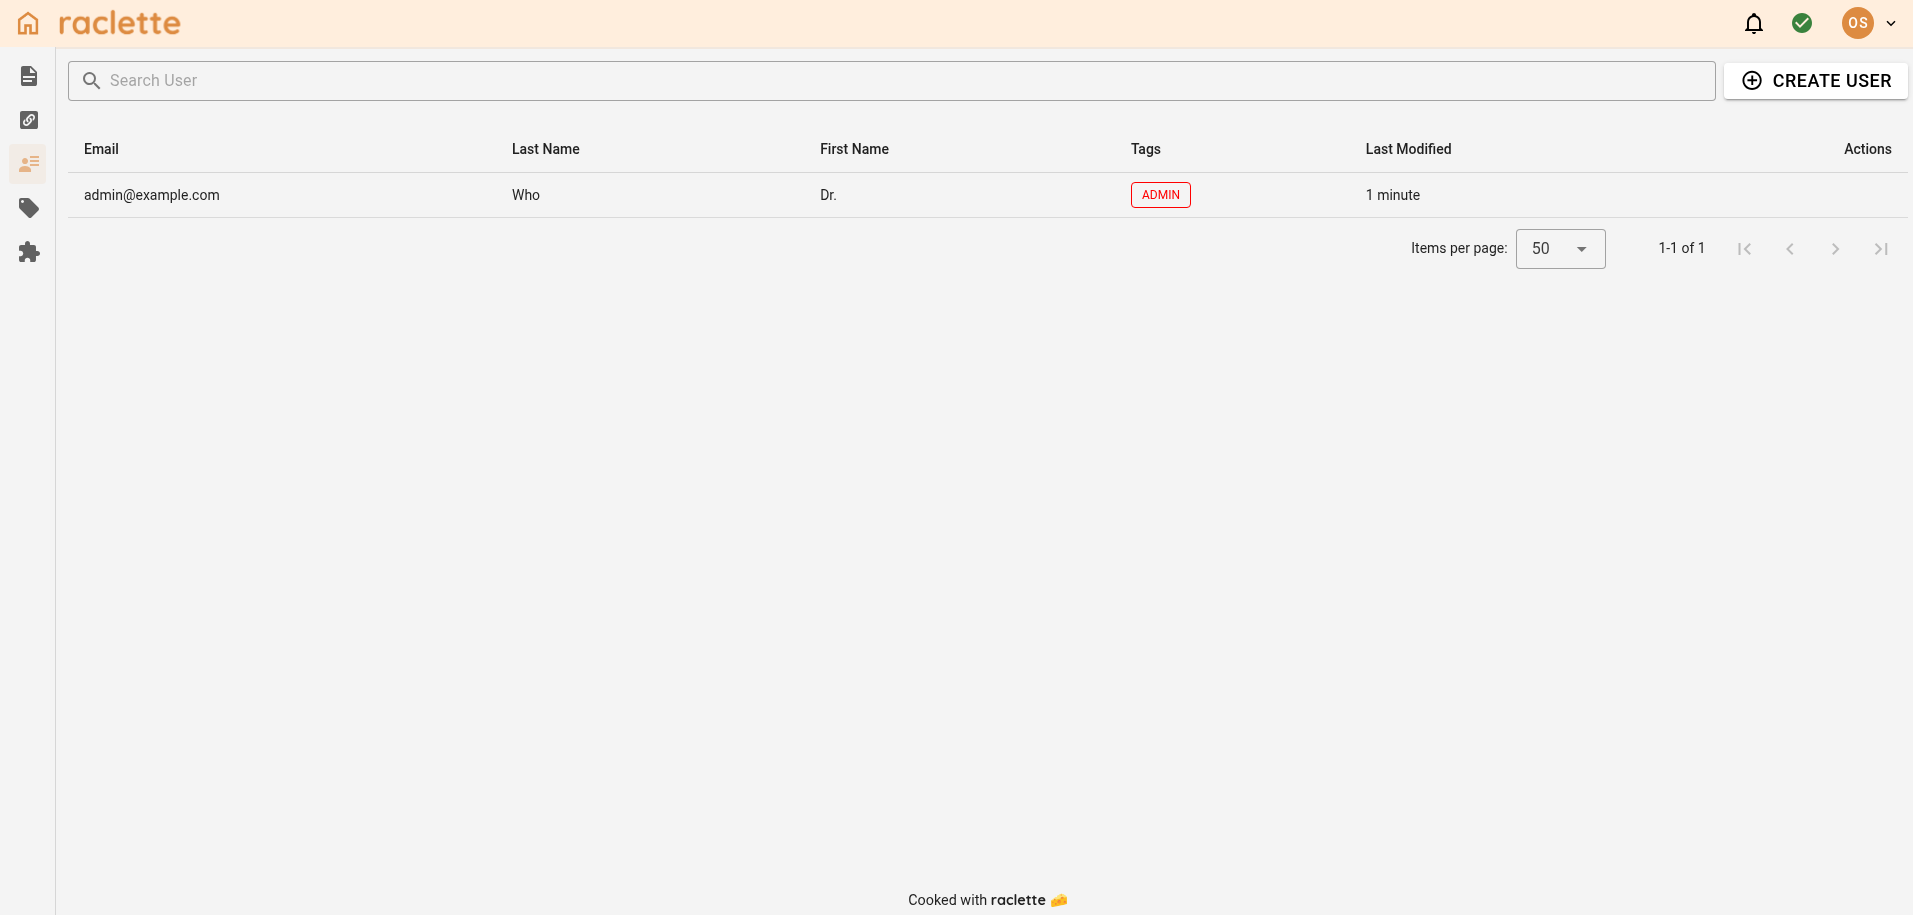 raclette
OS
Search User
CREATE USER
Email Last Name First Name Tags Last Modified Actions
admin@example.com Who Dr. ADMIN 1 minute
Items per page: 50 1-1 of 1
Cooked with raclette 🧀